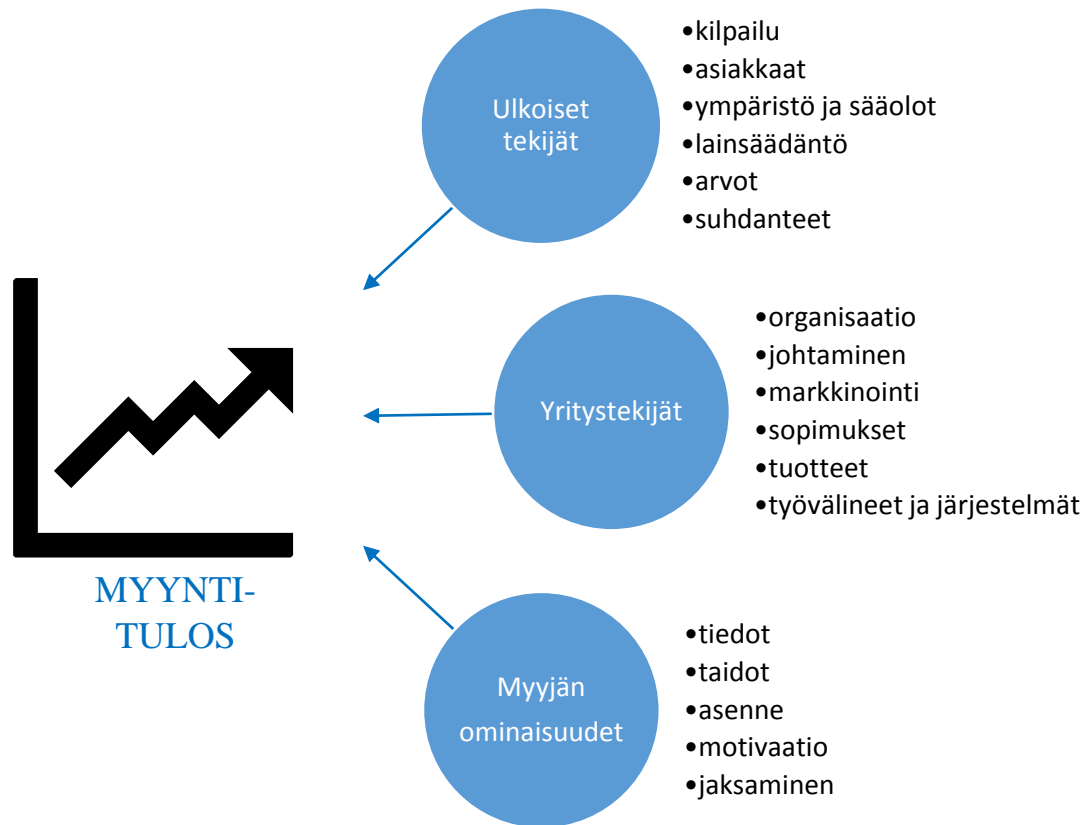 Ulkoiset
tekijät
•kilpailu
•asiakkaat
•ympäristö ja sääolot
•lainsäädäntö
•arvot
•suhdanteet
Yritystekijät
•organisaatio
•johtaminen
•markkinointi
•sopimukset
•tuotteet
•työvälineet ja järjestelmät
MYYNTI-
TULOS
Myyjän
ominaisuudet
•tiedot
•taidot
•asenne
•motivaatio
•jaksaminen